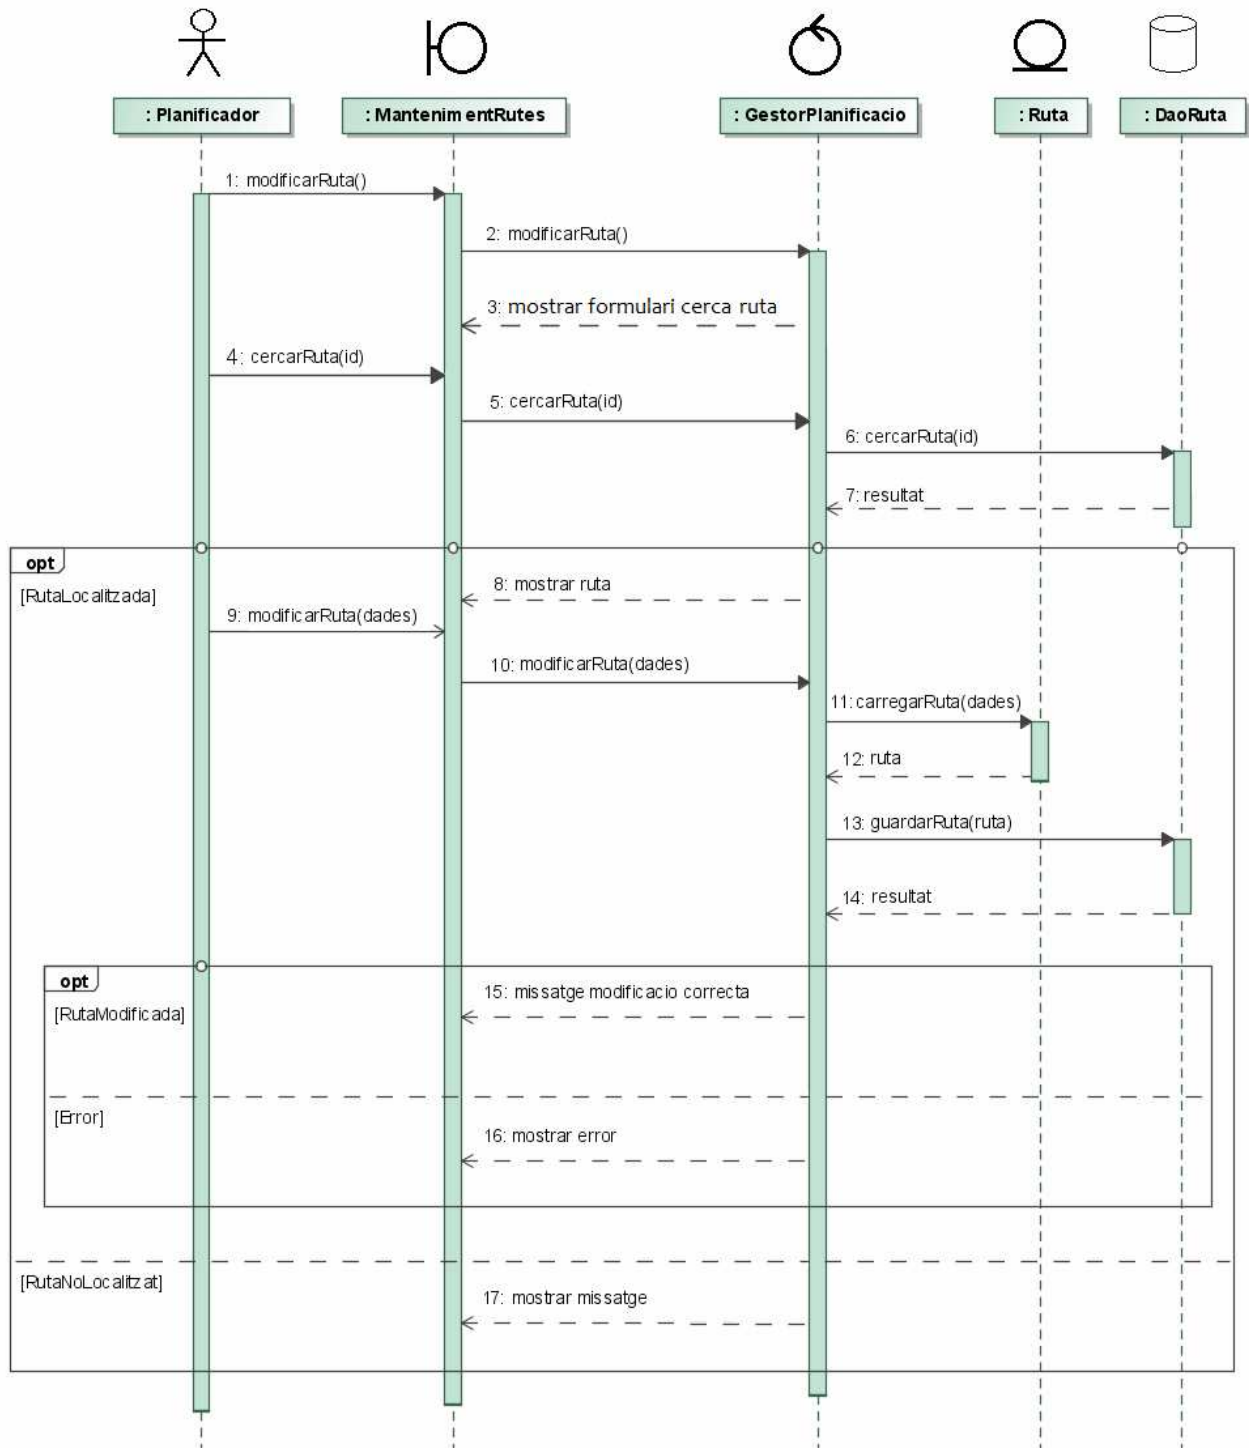 : Planificador
: MantenimentRutes
: GestorPlanificacio
: Ruta
: DaoRuta
1: modificarRuta()
2: modificarRuta()
3: mostrar formulari cerca ruta
4: cercarRuta(id)
5: cercarRuta(id)
6: cercarRuta(id)
7: resultat
opt
[RutaLocalitzada]
8: mostrar ruta
9: modificarRuta(dades)
10: modificarRuta(dades)
11: carregarRuta(dades)
12: ruta
13: guardarRuta(ruta)
14: resultat
opt
[RutaModificada]
15: missatge modificacio correcta
[Error]
16: mostrar error
[RutaNoLocalitzat]
17: mostrar missatge